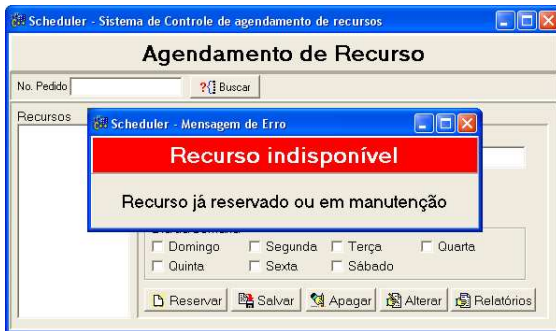 Scheduler - Sistema de Controle de agendamento de recursos
Agendamento de Recurso
No. Pedido
?{} Buscar
Recursos
Scheduler - Mensagem de Erro
Recurso indisponível
Recurso já reservado ou em manutenção
Domingo Segunda Terça Quarta
Quinta Sexta Sábado
Reservar Salvar Apagar Alterar Relatórios